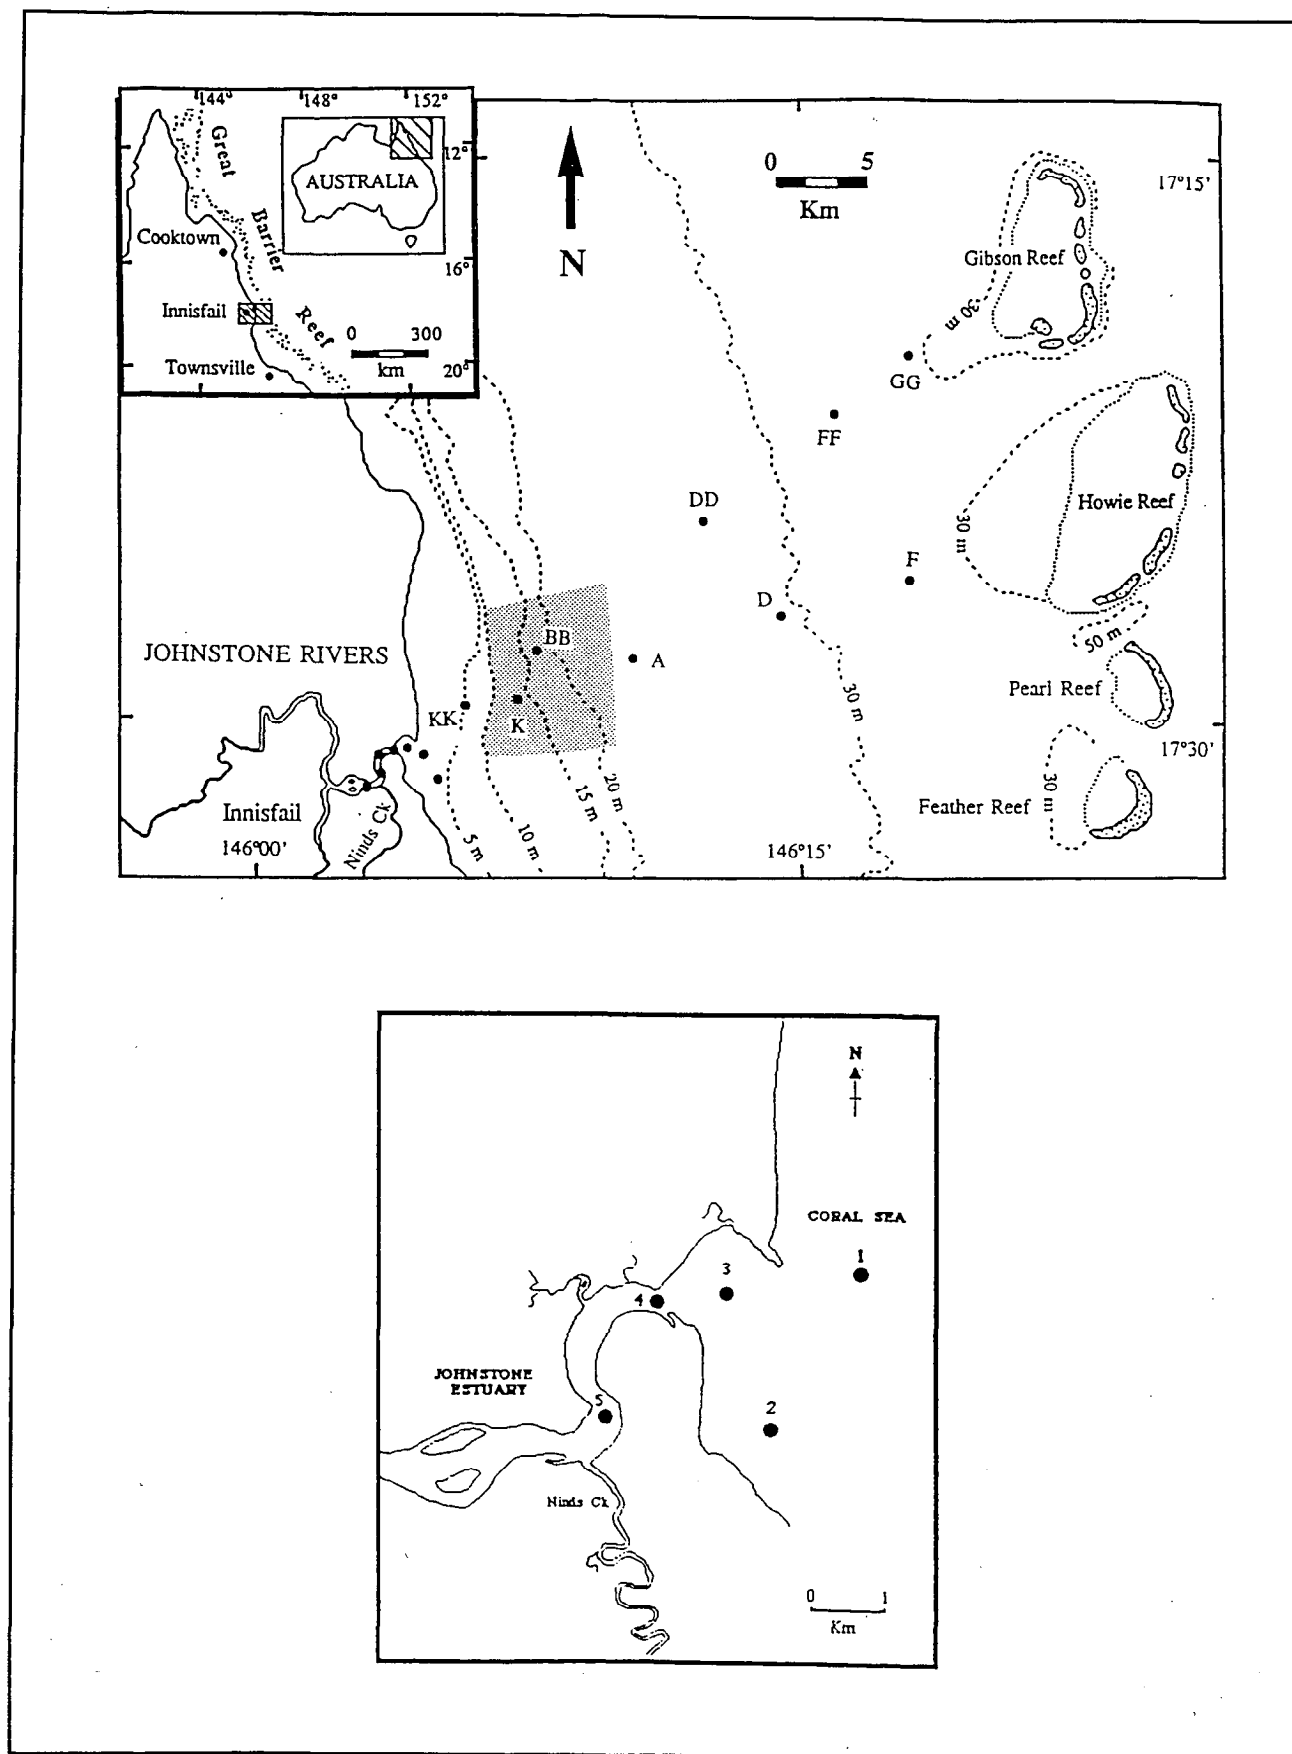 144°
148°
152°
Great
Barrier
Reef
12°
AUSTRALIA
Cooktown
16°
Innisfail
0 300
km
Townsville
20°
N
0 5
Km
17°15'
Gibson Reef
30 m
GG
FF
DD
Howie Reef
30 m
F
D
BB
50 m
JOHNSTONE RIVERS
A
Pearl Reef
30 m
KK
K
17°30'
Feather Reef
30 m
Innisfail
Ninds Ck
5 m
10 m
15 m
20 m
146°00'
146°15'
N
CORAL SEA
1
3
4
JOHNSTONE
ESTUARY
5
2
Ninds Ck
0 1
Km